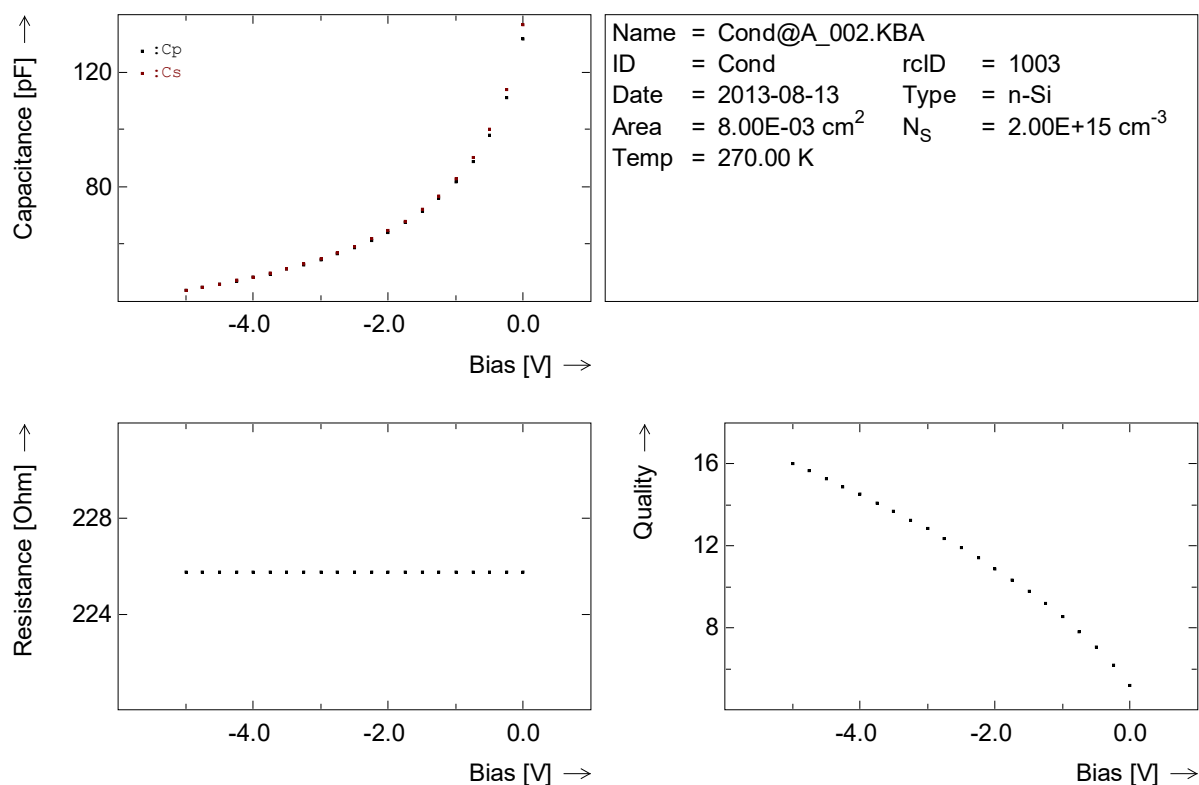 Capacitance [pF] →
120
80
:Cp
:Cs
-4.0 -2.0 0.0
Bias [V] →
Name = Cond@A_002.KBA
ID = Cond rcID = 1003
Date = 2013-08-13 Type = n-Si
Area = 8.00E-03 cm² N_S = 2.00E+15 cm⁻³
Temp = 270.00 K
Resistance [Ohm] →
228
224
-4.0 -2.0 0.0
Bias [V] →
Quality →
16
12
8
-4.0 -2.0 0.0
Bias [V] →